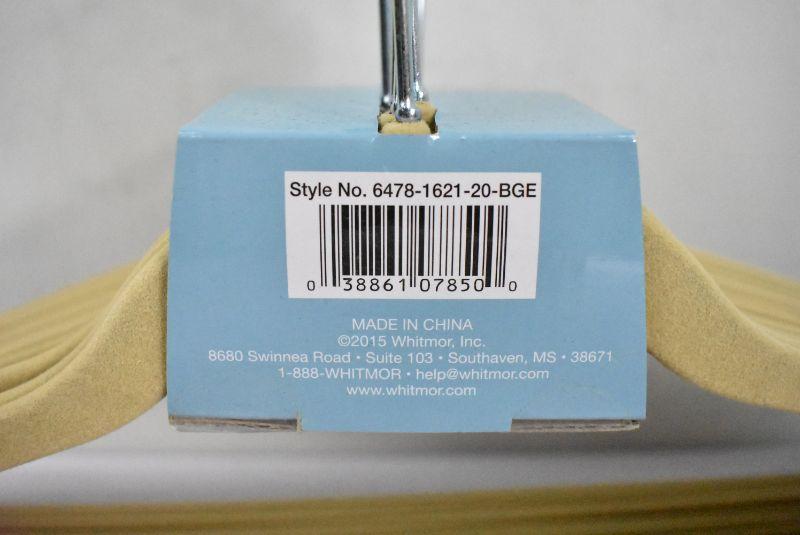 Style No. 6478-1621-20-BGE
0 38861 07850 0
MADE IN CHINA
©2015 Whitmor, Inc.
8680 Swinnea Road • Suite 103 • Southaven, MS • 38671
1-888-WHITMOR • help@whitmor.com
www.whitmor.com